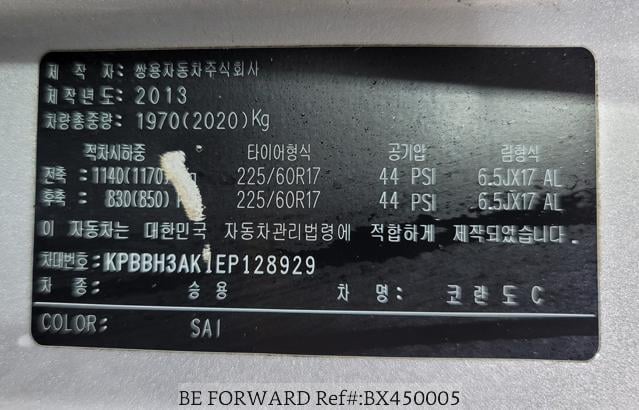 제 작 자: 쌍용자동차주식회사
제작년도: 2013
차량총중량: 1970(2020)Kg
적차시하중 타이어형식 공기압 림형식
전축: 1140(1170) 225/60R17 44 PSI 6.5JX17 AL
후축: 830(850) 225/60R17 44 PSI 6.5JX17 AL
이 자동차는 대한민국 자동차관리법령에 적합하게 제작되었습니다.
차대번호: KPBBH3AK1EP128929
차 종: 승용 차 명: 코란도C
COLOR: SAI
BE FORWARD Ref#:BX450005